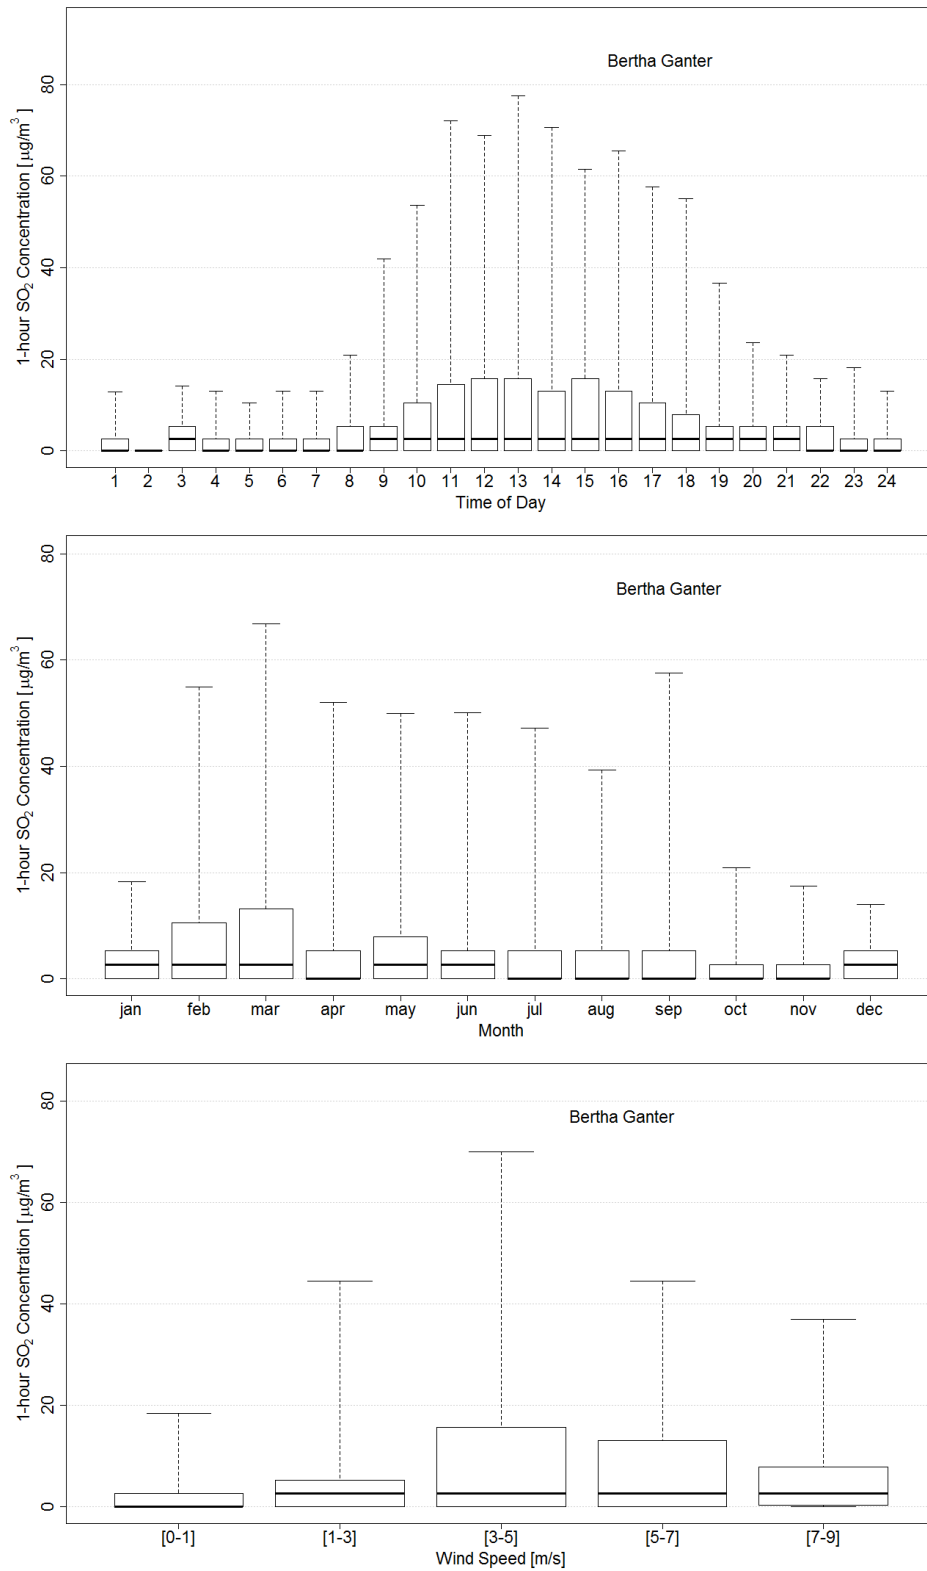 Bertha Ganter
1-hour SO₂ Concentration [ μg/m³ ]
80
60
40
20
0
1 2 3 4 5 6 7 8 9 10 11 12 13 14 15 16 17 18 19 20 21 22 23 24
Time of Day
Bertha Ganter
1-hour SO₂ Concentration [ μg/m³ ]
80
60
40
20
0
jan feb mar apr may jun jul aug sep oct nov dec
Month
Bertha Ganter
1-hour SO₂ Concentration [ μg/m³ ]
80
60
40
20
0
[0-1] [1-3] [3-5] [5-7] [7-9]
Wind Speed [m/s]